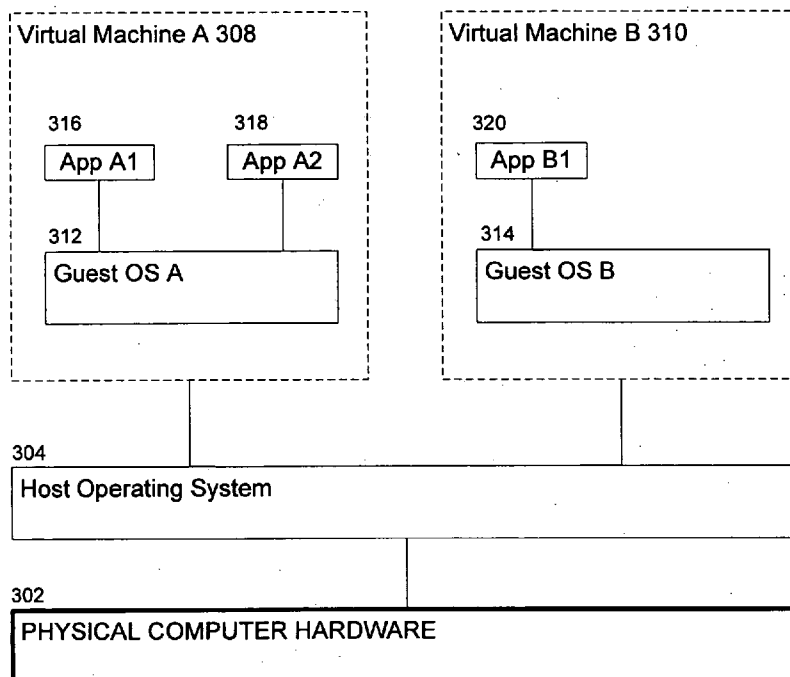 Virtual Machine A 308
Virtual Machine B 310
316
318
320
App A1
App A2
App B1
312
314
Guest OS A
Guest OS B
304
Host Operating System
302
PHYSICAL COMPUTER HARDWARE